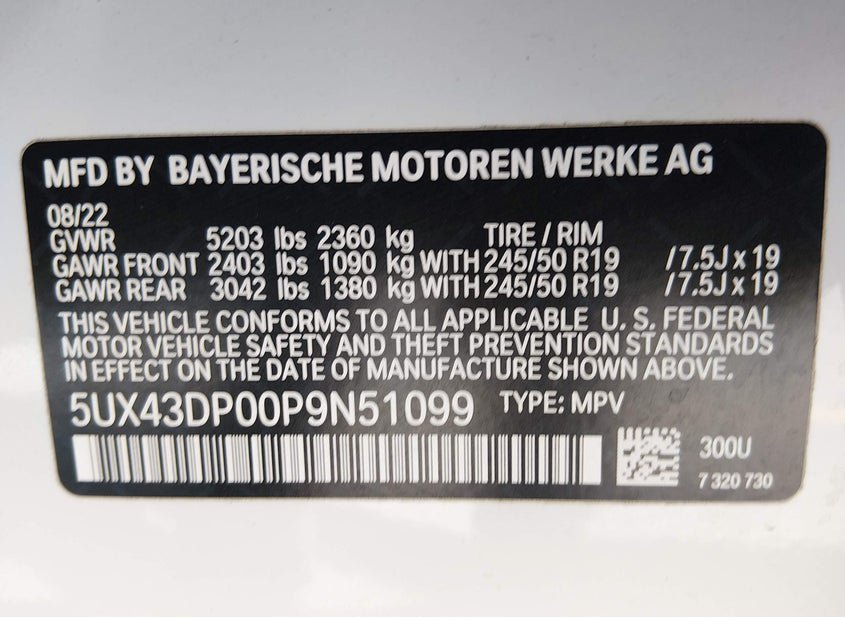 MFD BY BAYERISCHE MOTOREN WERKE AG
08/22
GVWR 5203 lbs 2360 kg TIRE / RIM
GAWR FRONT 2403 lbs 1090 kg WITH 245/50 R19 / 7.5J x 19
GAWR REAR 3042 lbs 1380 kg WITH 245/50 R19 / 7.5J x 19
THIS VEHICLE CONFORMS TO ALL APPLICABLE U. S. FEDERAL
MOTOR VEHICLE SAFETY AND THEFT PREVENTION STANDARDS
IN EFFECT ON THE DATE OF MANUFACTURE SHOWN ABOVE.
5UX43DP00P9N51099 TYPE: MPV
300U
7 320 730